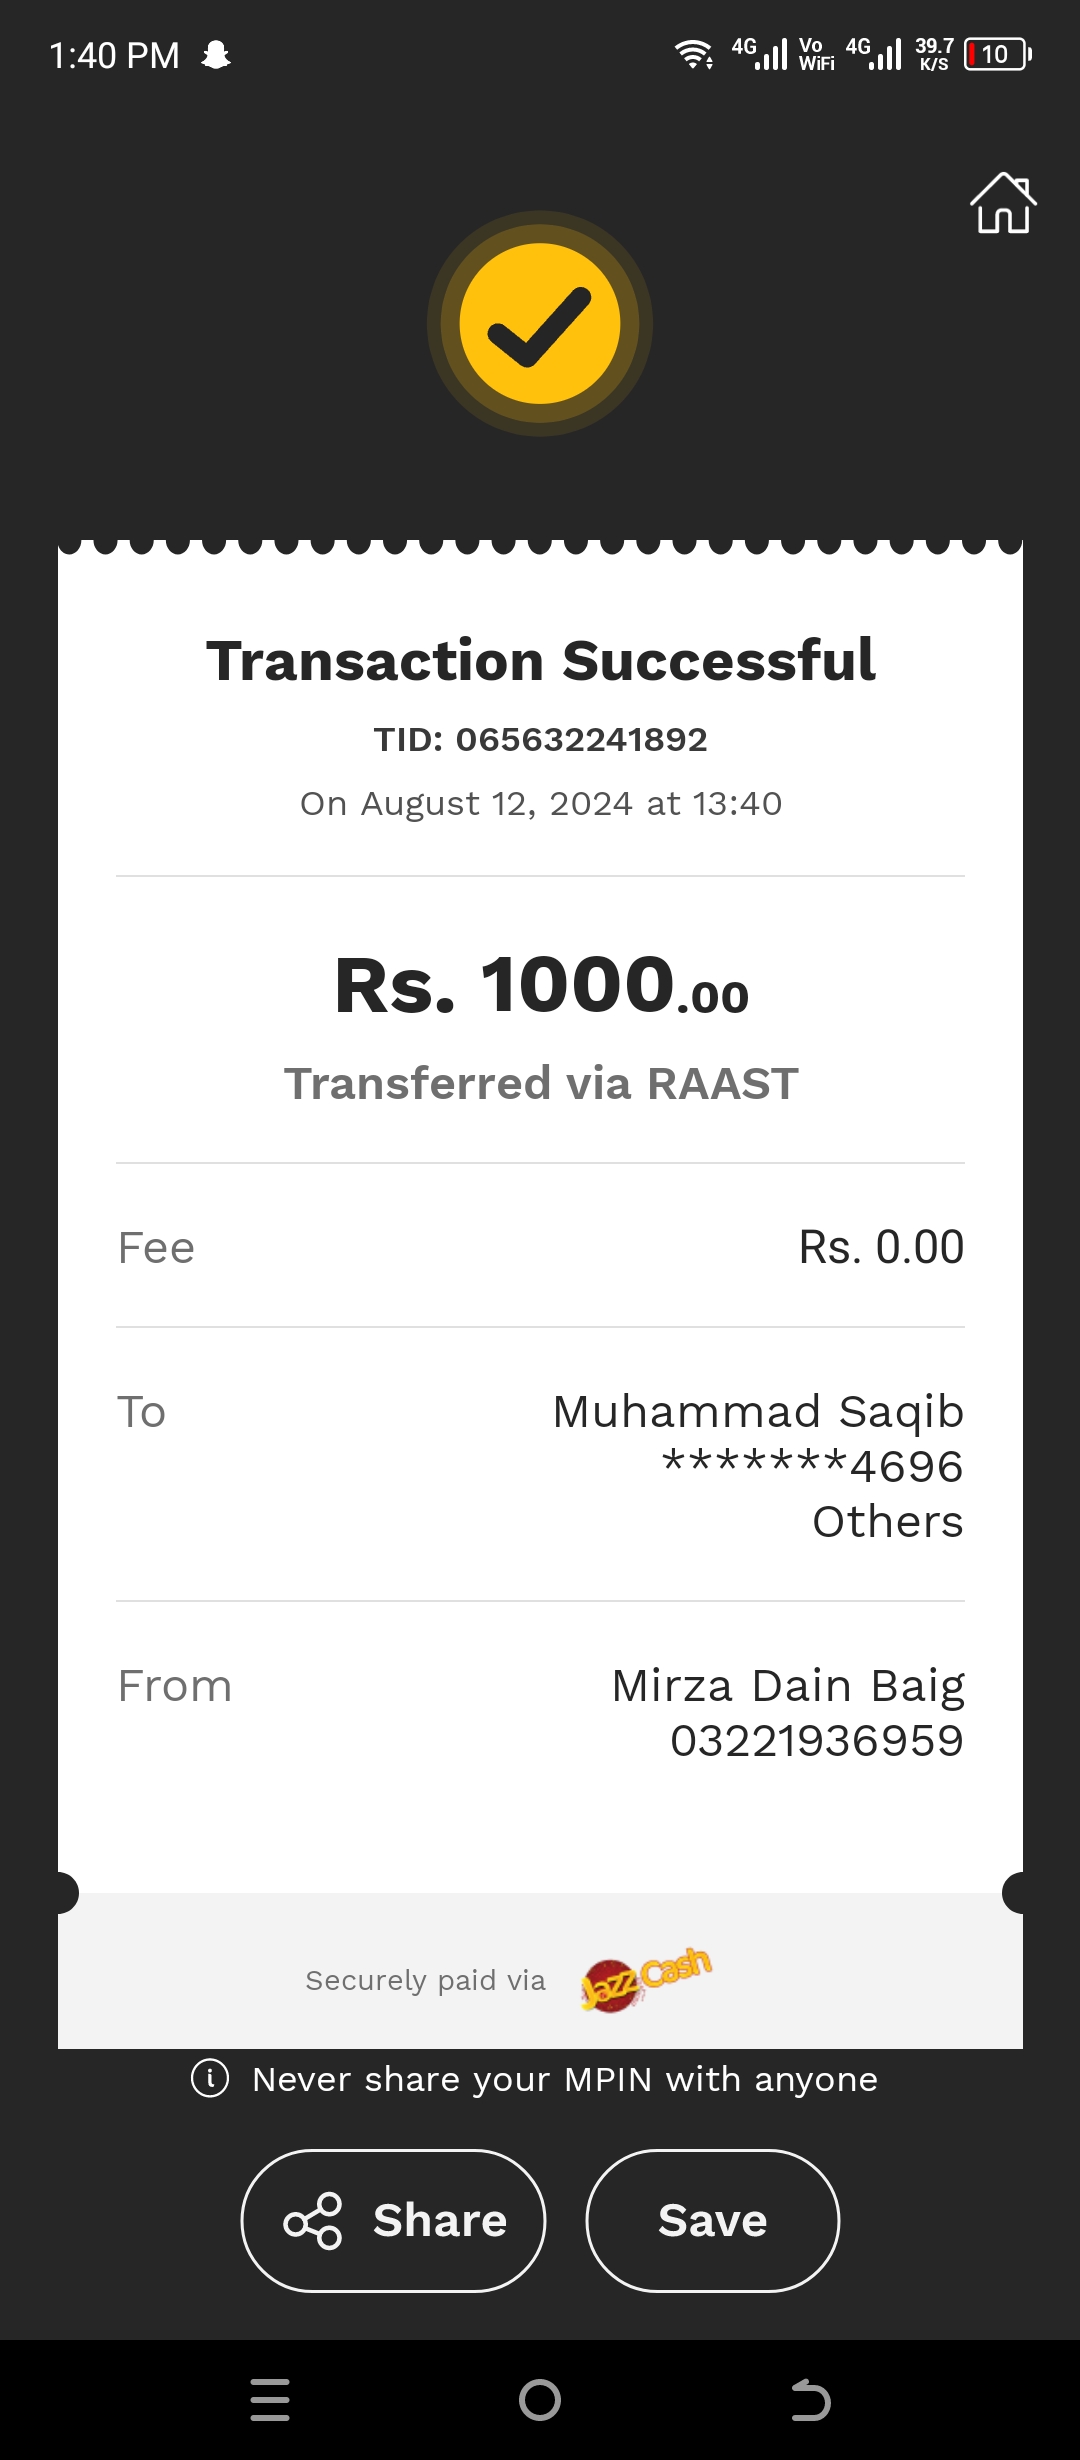 1:40 PM
4G Vo WiFi 4G 39.7 K/S 10
Transaction Successful
TID: 065632241892
On August 12, 2024 at 13:40
Rs. 1000.00
Transferred via RAAST
Fee Rs. 0.00
To Muhammad Saqib
*******4696
Others
From Mirza Dain Baig
03221936959
Securely paid via JazzCash
Never share your MPIN with anyone
Share Save